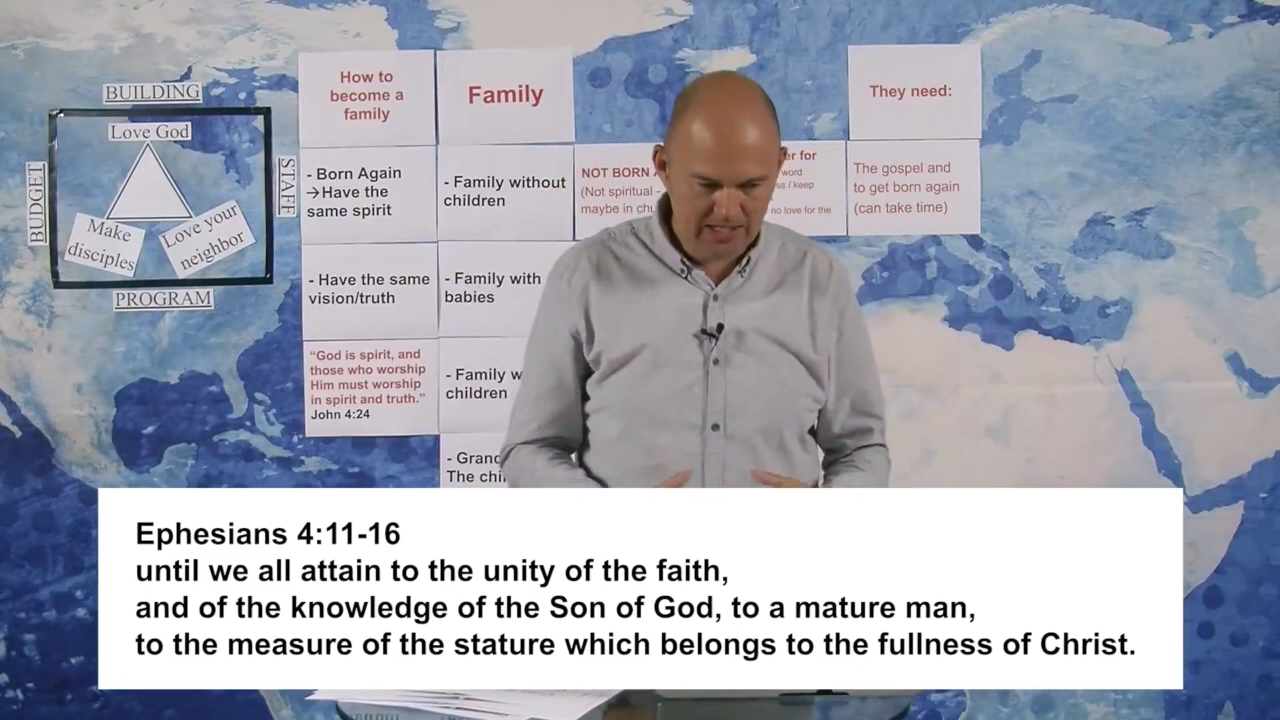 BUILDING
Love God
BUDGET
STAFF
Make
disciples
Love your
neighbor
PROGRAM
How to
become a
family
Family
They need:
- Born Again
→Have the
same spirit
- Family without
children
NOT BORN
(Not spiritual -
maybe in
er for
word
ss / keep
no love for the
The gospel and
to get born again
(can take time)
- Have the same
vision/truth
- Family with
babies
“God is spirit, and
those who worship
Him must worship
in spirit and truth.”
John 4:24
- Family
children
The
Ephesians 4:11-16
until we all attain to the unity of the faith,
and of the knowledge of the Son of God, to a mature man,
to the measure of the stature which belongs to the fullness of Christ.